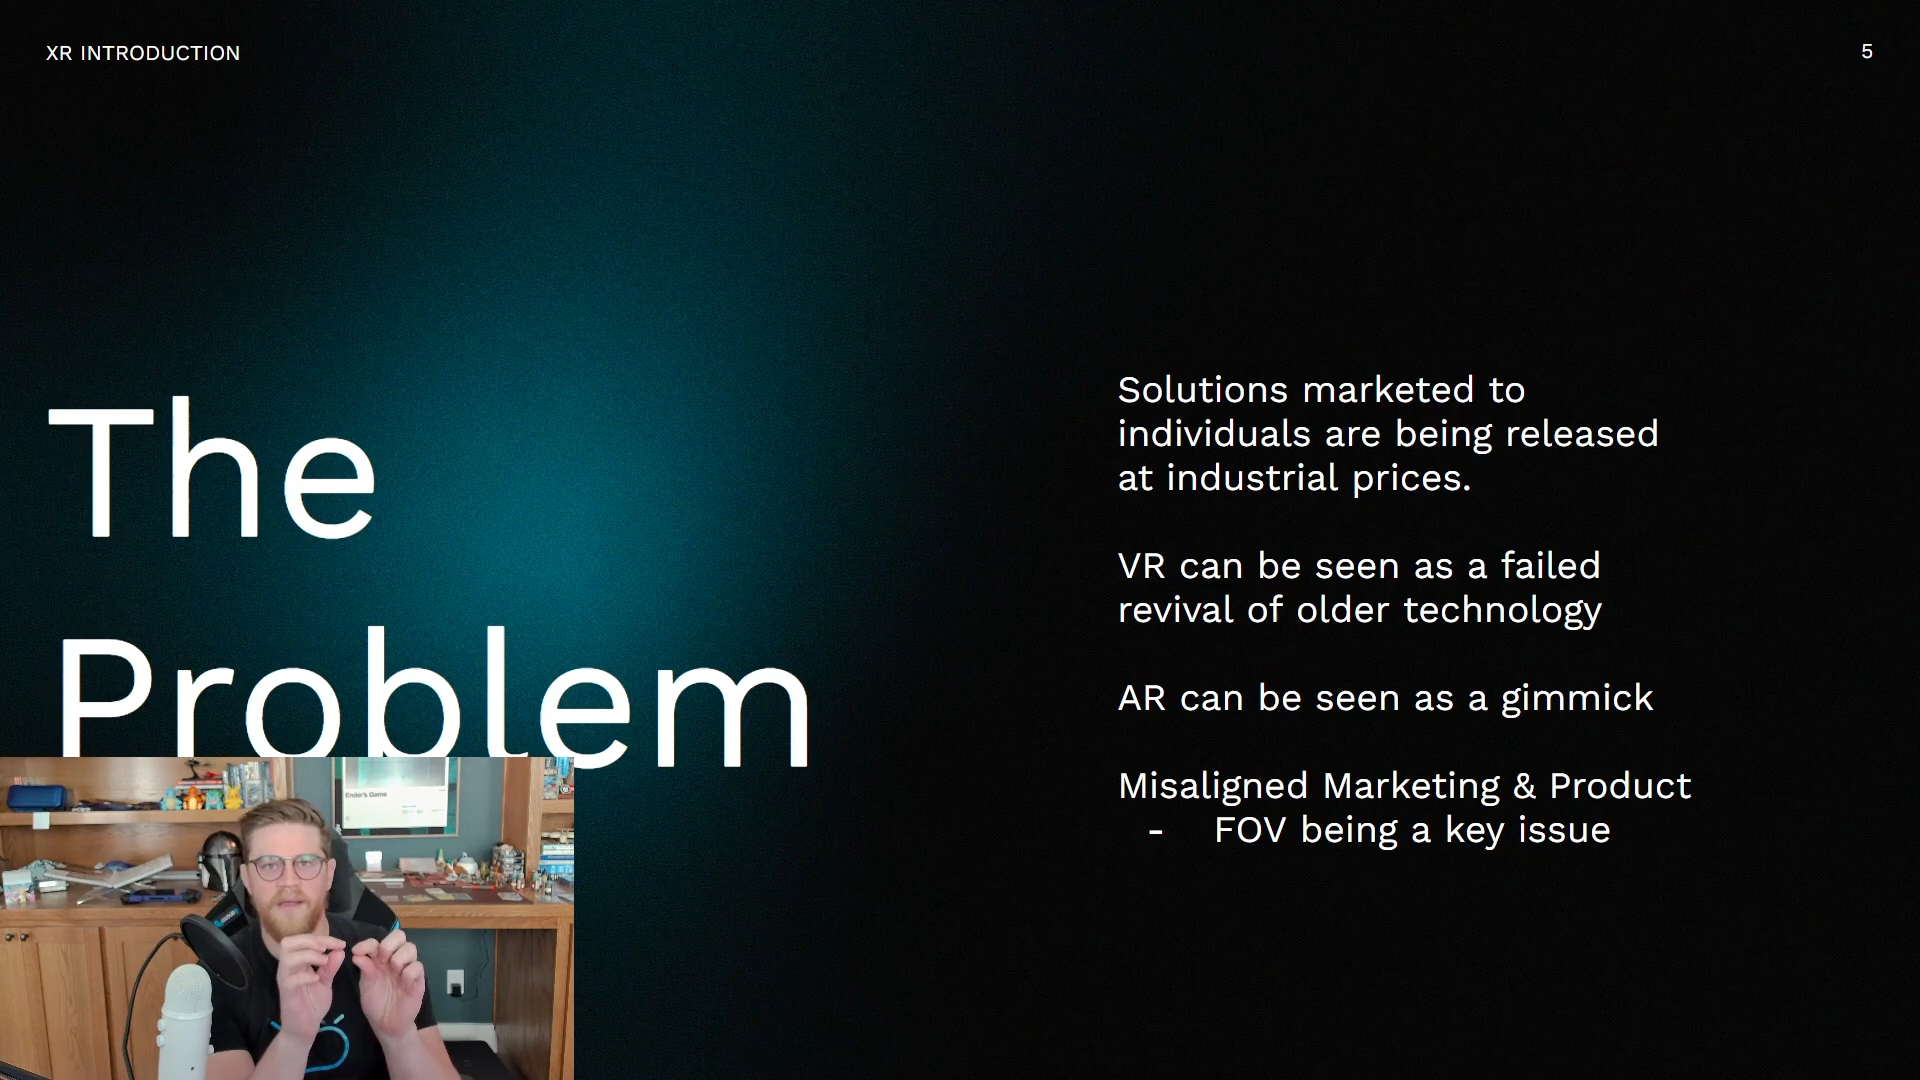 XR INTRODUCTION
5
The
Problem
Solutions marketed to
individuals are being released
at industrial prices.
VR can be seen as a failed
revival of older technology
AR can be seen as a gimmick
Misaligned Marketing & Product
- FOV being a key issue
Ender's Game